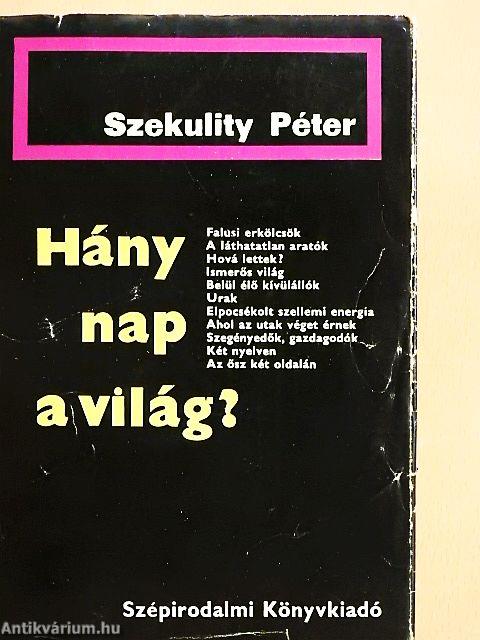 Szekulity Péter
Hány
nap
a világ?
Falusi erkölcsök
A láthatatlan aratók
Hová lettek?
Ismerős világ
Belül élő kívülállók
Urak
Elpocsékolt szellemi energia
Ahol az utak véget érnek
Szegényedők, gazdagodók
Két nyelven
Az ősz két oldalán
Szépirodalmi Könyvkiadó
Antikvárium.hu